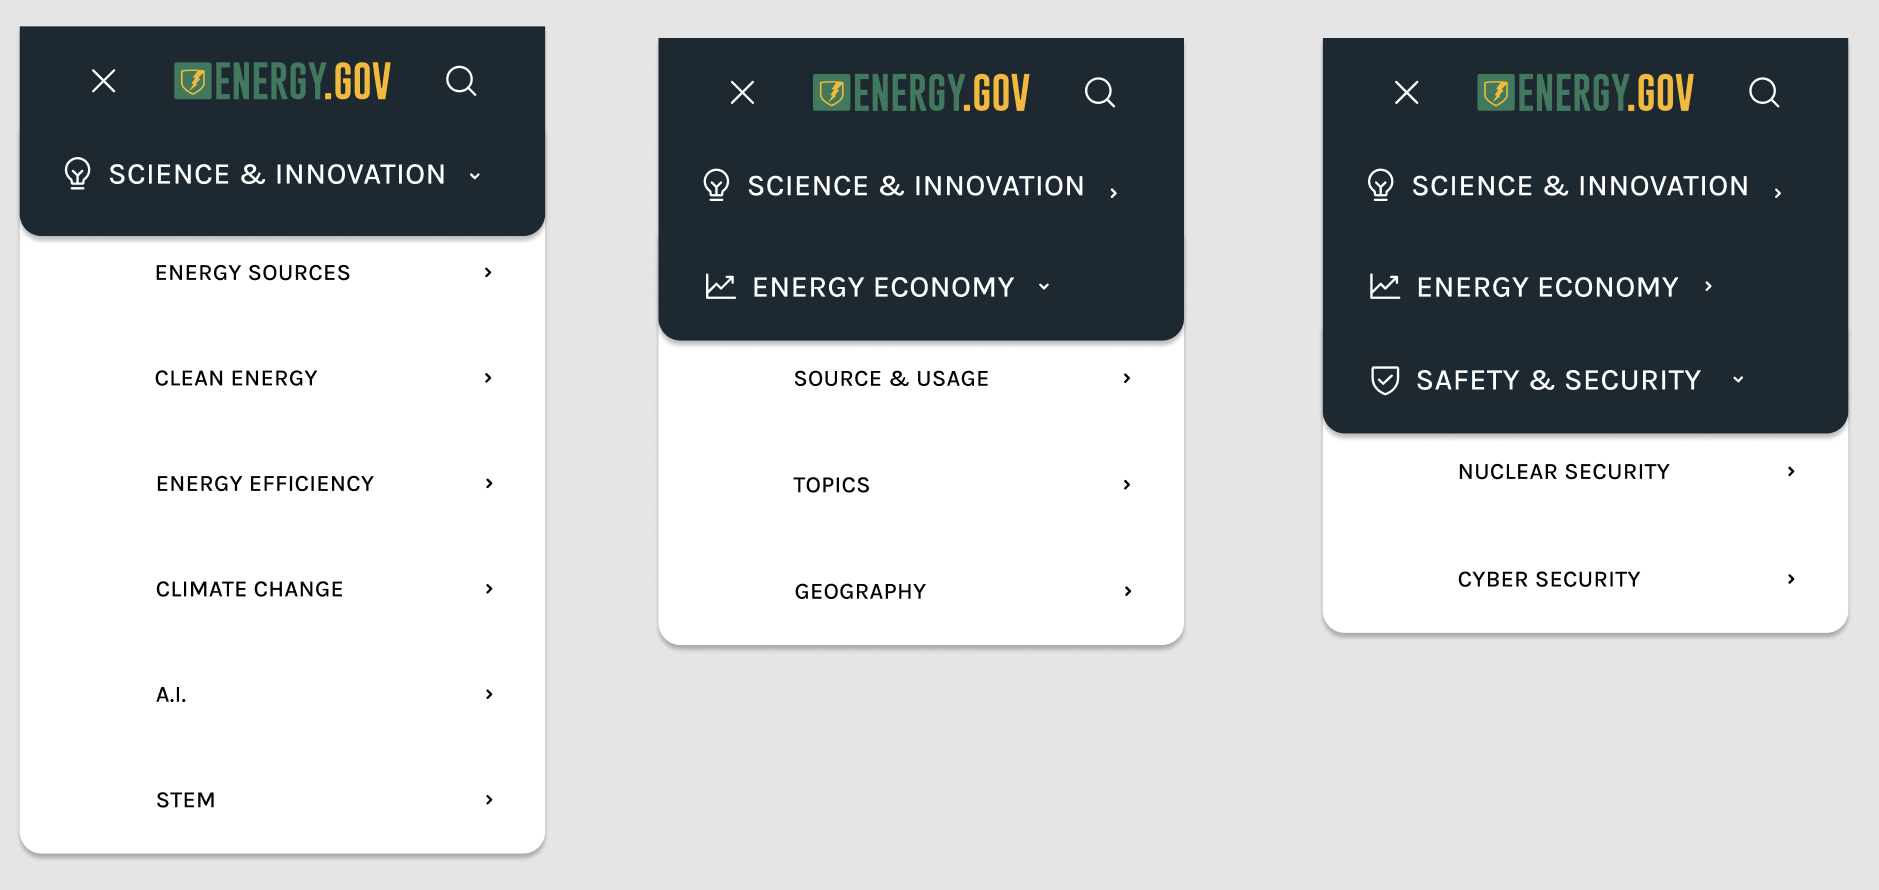 ENERGY.GOV
SCIENCE & INNOVATION
ENERGY SOURCES
CLEAN ENERGY
ENERGY EFFICIENCY
CLIMATE CHANGE
A.I.
STEM
ENERGY.GOV
SCIENCE & INNOVATION
ENERGY ECONOMY
SOURCE & USAGE
TOPICS
GEOGRAPHY
ENERGY.GOV
SCIENCE & INNOVATION
ENERGY ECONOMY
SAFETY & SECURITY
NUCLEAR SECURITY
CYBER SECURITY